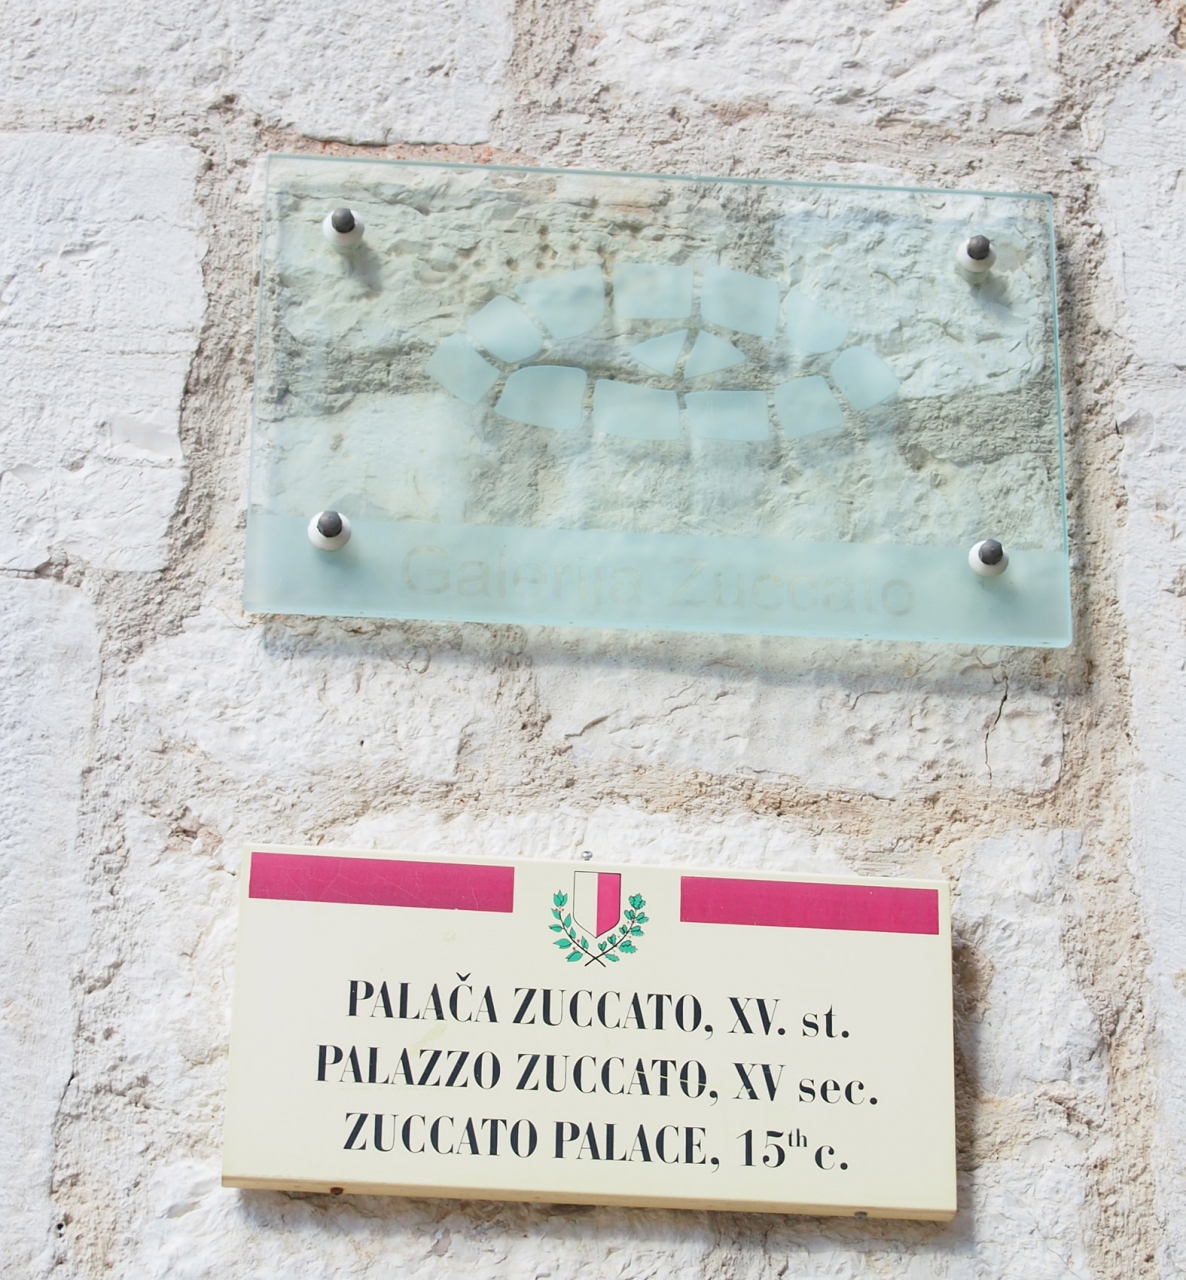 Galerija Zuccato
PALAČA ZUCCATO, XV. st.
PALAZZO ZUCCATO, XV sec.
ZUCCATO PALACE, 15th c.